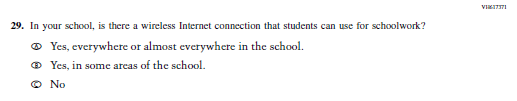 VH617371
29. In your school, is there a wireless Internet connection that students can use for schoolwork?
Ⓐ Yes, everywhere or almost everywhere in the school.
Ⓑ Yes, in some areas of the school.
Ⓒ No